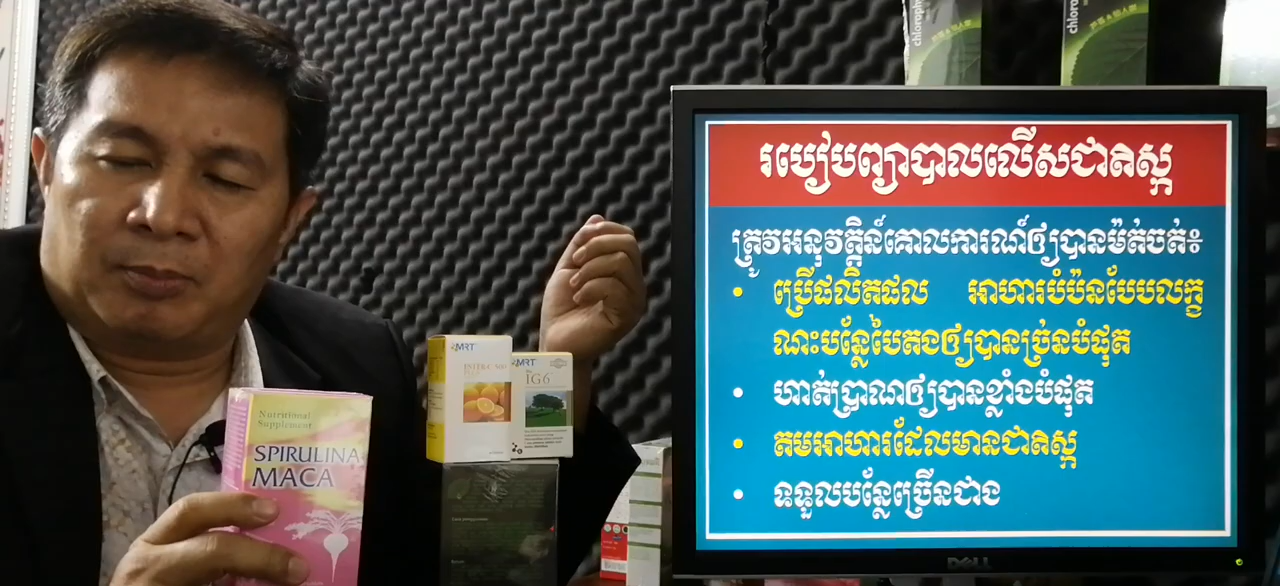 Nutritional
Supplement
SPIRULINA
MACA
MRT
ESTER-C 500
PLUS
MRT
IG6
chlorophyll
chlorophyll
របៀបព្យាបាលលើសជាតិស្ក
ត្រូវអនុវត្តិន៍គោលការណ៍ឲ្យបានម៉ត់ចត់៖
• ប្រើផលិតផល អាហារបំប៉នបែបលក្ខ
ណះបន្លែបៃតងឲ្យបានច្រ់នបំផុត
• ហាត់ប្រាណឲ្យបានខ្លាំងបំផុត
• តមអាហារដែលមានជាតិស្ក
• ទទួលបន្លែច្រើនជាង
DELL